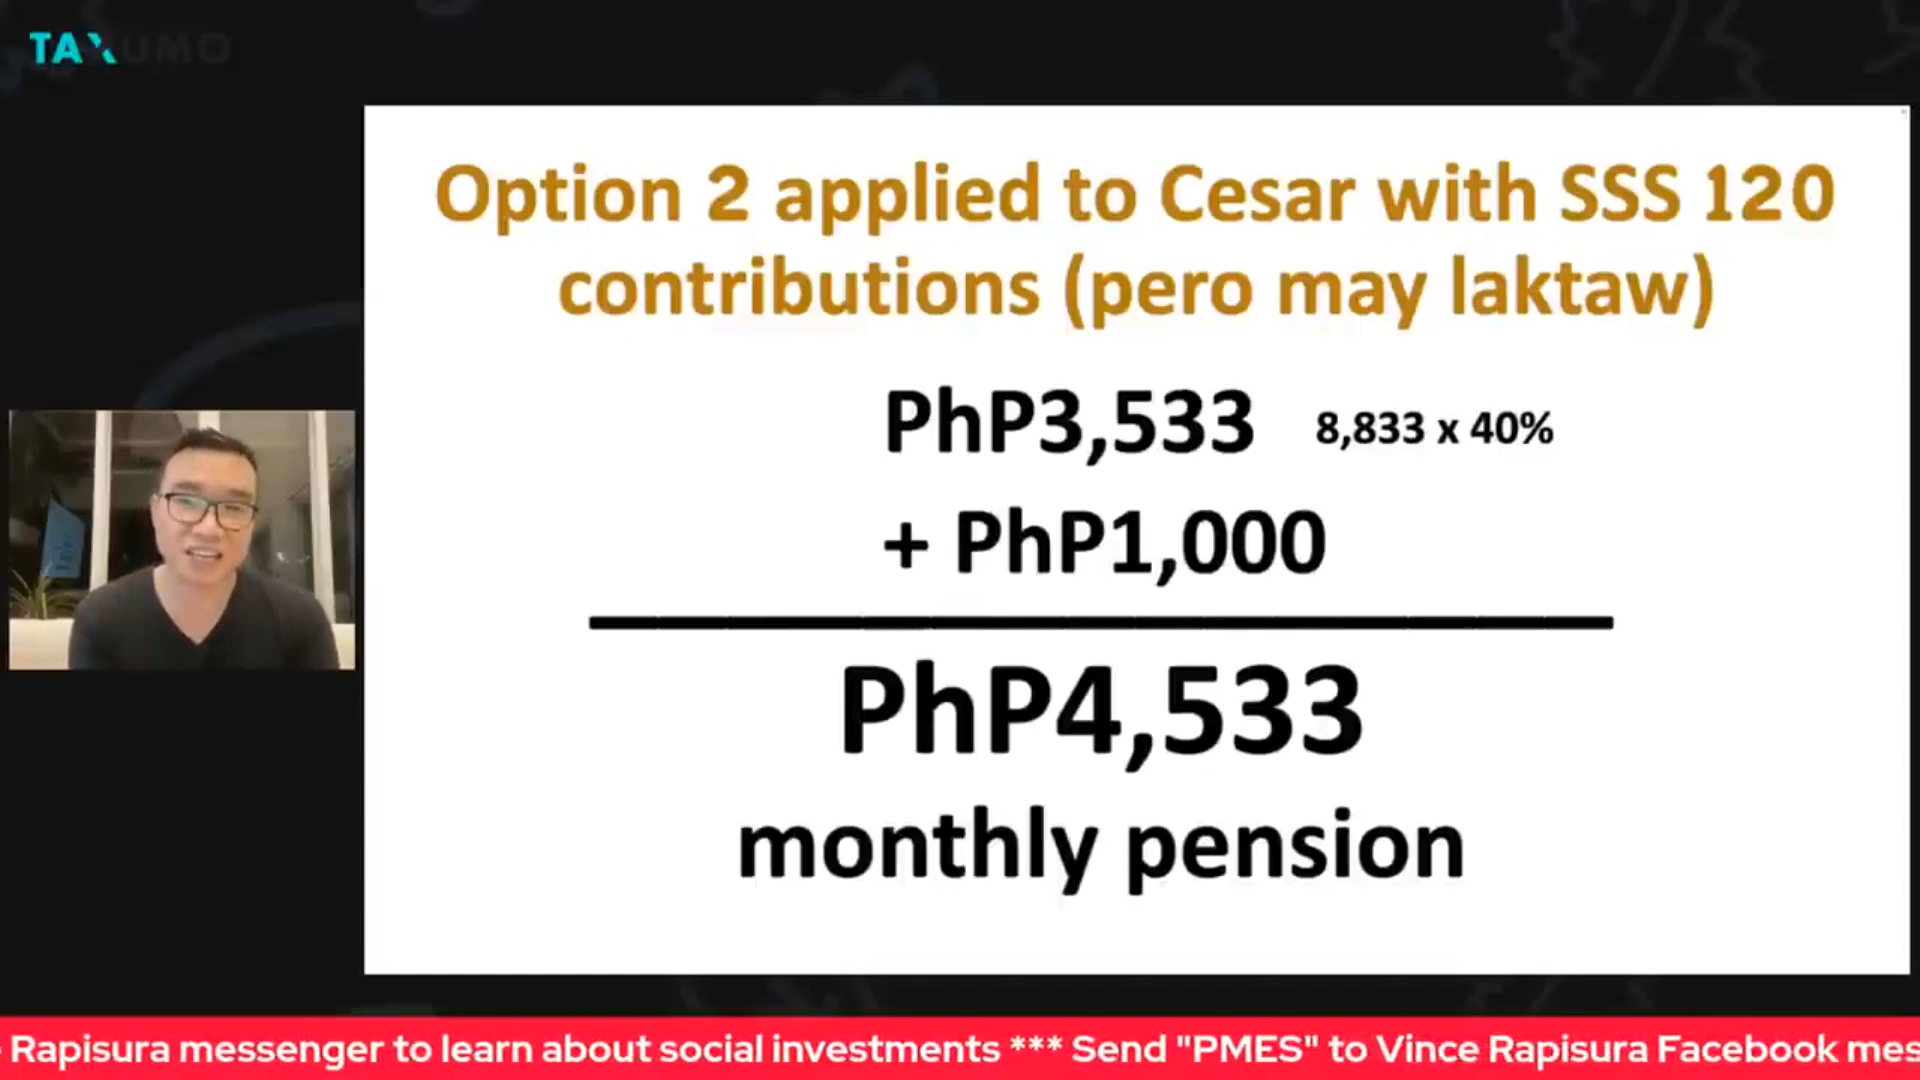 TAXUMO
Option 2 applied to Cesar with SSS 120
contributions (pero may laktaw)
PhP3,533 8,833 x 40%
+ PhP1,000
PhP4,533
monthly pension
Rapisura messenger to learn about social investments *** Send "PMES" to Vince Rapisura Facebook mes